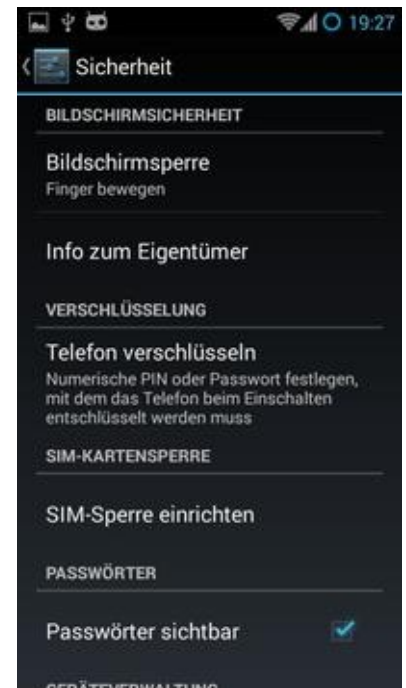 19:27
Sicherheit
BILDSCHIRMSICHERHEIT
Bildschirmsperre
Finger bewegen
Info zum Eigentümer
VERSCHLÜSSELUNG
Telefon verschlüsseln
Numerische PIN oder Passwort festlegen,
mit dem das Telefon beim Einschalten
entschlüsselt werden muss
SIM-KARTENSPERRE
SIM-Sperre einrichten
PASSWÖRTER
Passwörter sichtbar
GERÄTEVERWALTUNG